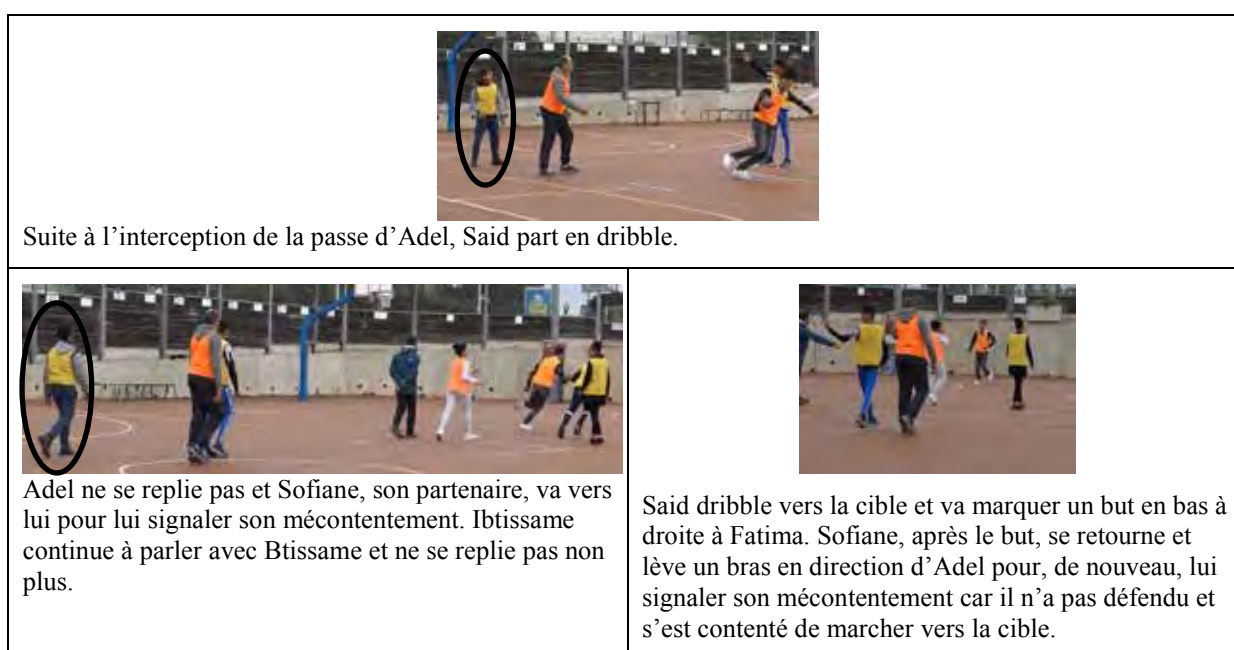 Suite à l’interception de la passe d’Adel, Said part en dribble.
Adel ne se replie pas et Sofiane, son partenaire, va vers
lui pour lui signaler son mécontentement. Ibtissame
continue à parler avec Btissame et ne se replie pas non
plus.
Said dribble vers la cible et va marquer un but en bas à
droite à Fatima. Sofiane, après le but, se retourne et
lève un bras en direction d’Adel pour, de nouveau, lui
signaler son mécontentement car il n’a pas défendu et
s’est contenté de marcher vers la cible.